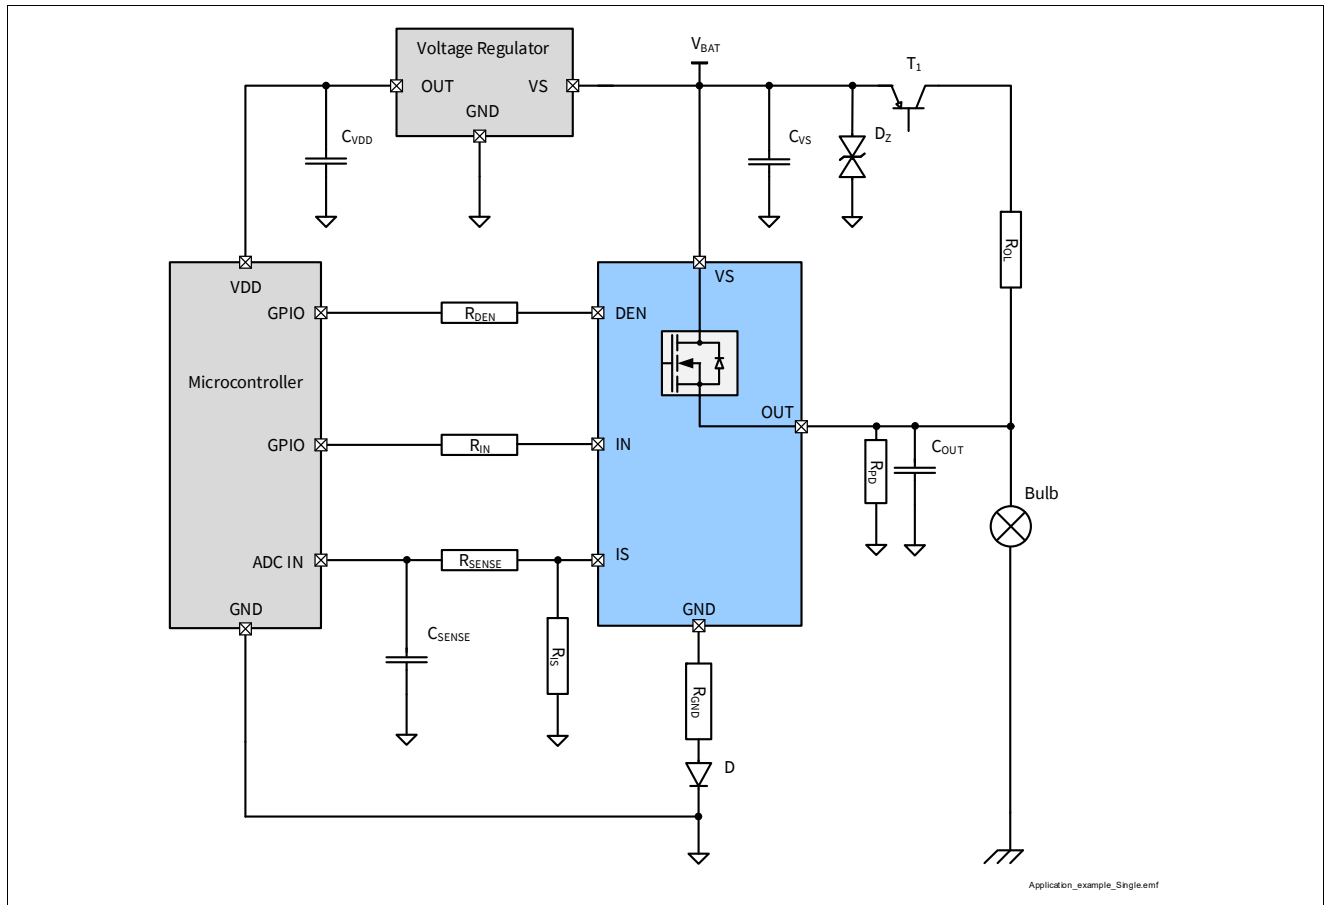 Voltage Regulator
OUT VS
GND
VBAT
T1
CVDD
CVS
DZ
ROL
VDD
VS
GPIO
RDEN
DEN
Microcontroller
OUT
GPIO
RIN
IN
RPD
COUT
Bulb
ADC IN
RSENSE
IS
GND
GND
CSENSE
RIS
RGND
D
Application_example_Single.emf